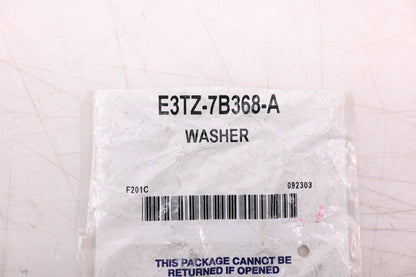 E3TZ-7B368-A
WASHER
F201C 092303
THIS PACKAGE CANNOT BE
RETURNED IF OPENED